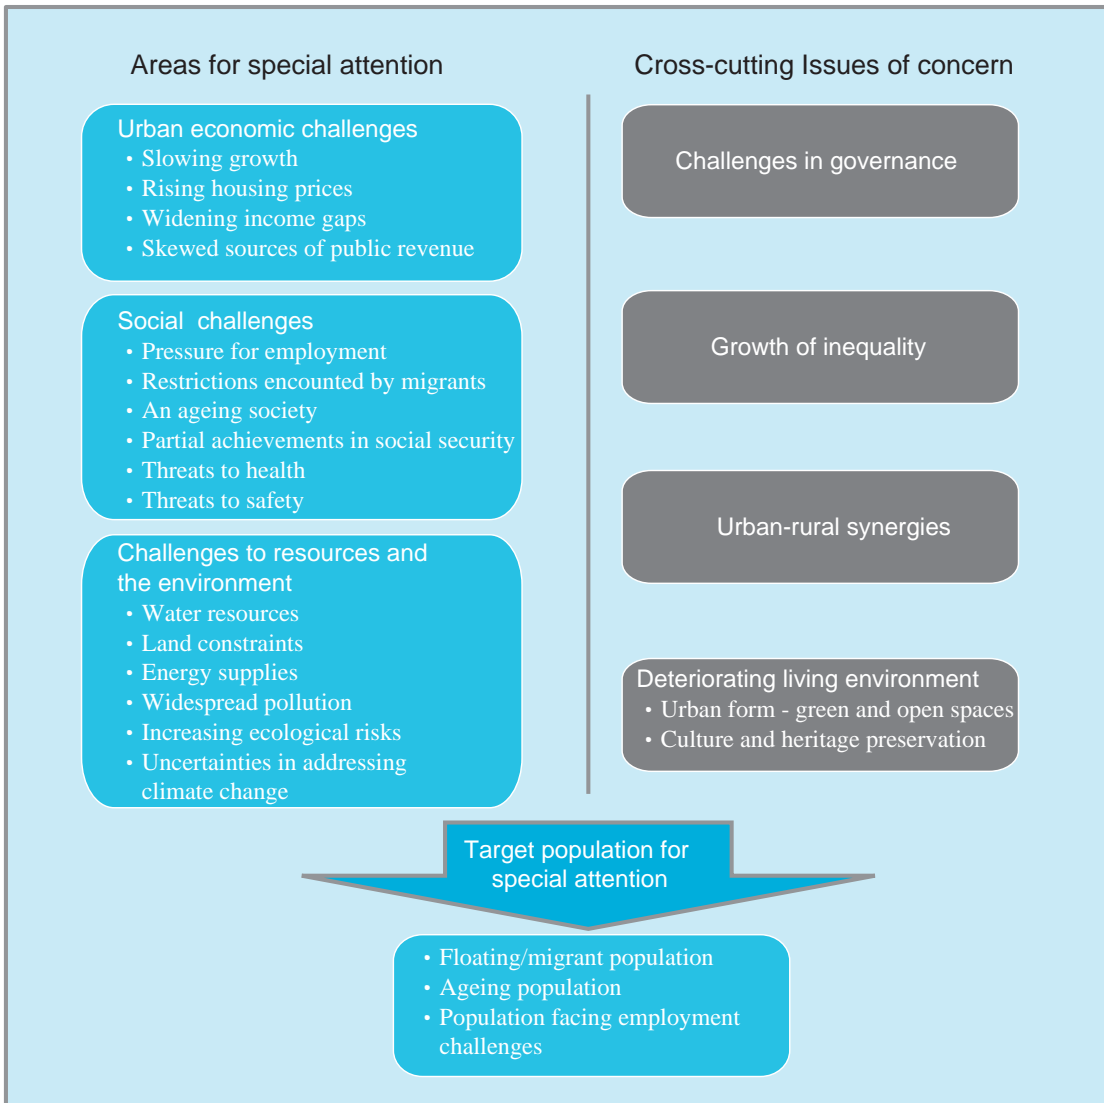 Areas for special attention
Urban economic challenges
• Slowing growth
• Rising housing prices
• Widening income gaps
• Skewed sources of public revenue
Social challenges
• Pressure for employment
• Restrictions encounted by migrants
• An ageing society
• Partial achievements in social security
• Threats to health
• Threats to safety
Challenges to resources and
the environment
• Water resources
• Land constraints
• Energy supplies
• Widespread pollution
• Increasing ecological risks
• Uncertainties in addressing
climate change
Cross-cutting Issues of concern
Challenges in governance
Growth of inequality
Urban-rural synergies
Deteriorating living environment
• Urban form - green and open spaces
• Culture and heritage preservation
Target population for
special attention
• Floating/migrant population
• Ageing population
• Population facing employment
challenges